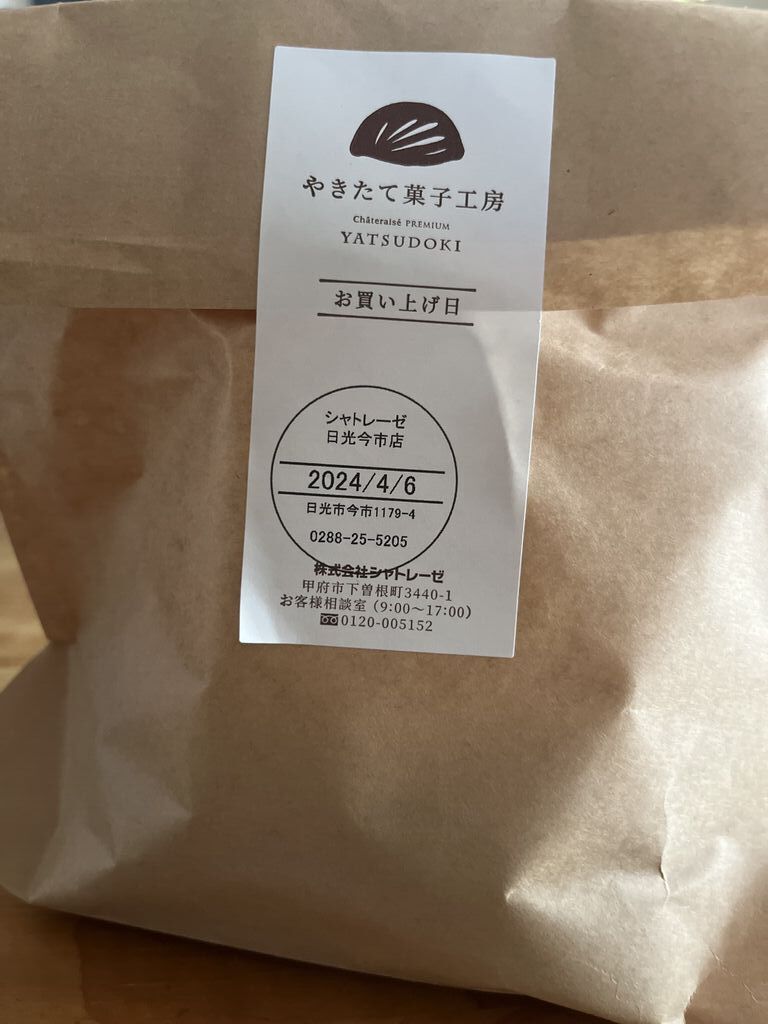 やきたて菓子工房
Châteraisé PREMIUM
YATSUDOKI
お買い上げ日
シャトレーゼ
日光今市店
2024/4/6
日光市今市1179-4
0288-25-5205
株式会社シャトレーゼ
甲府市下曽根町3440-1
お客様相談室（9:00〜17:00）
0120-005152